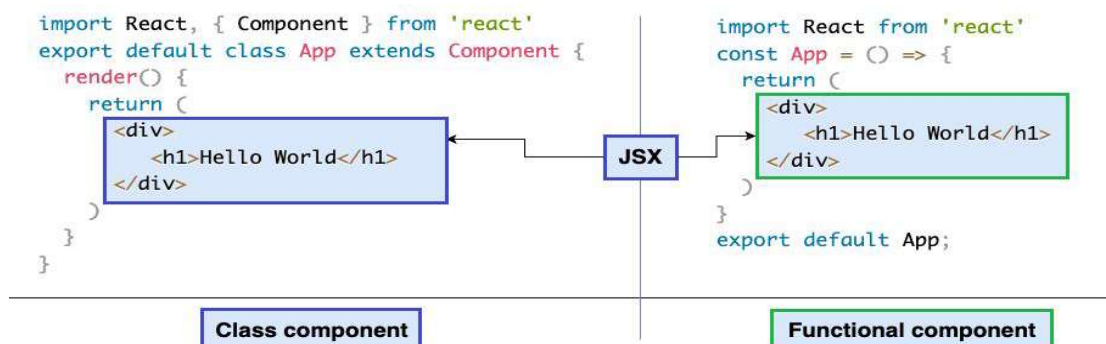 import React, { Component } from 'react'
export default class App extends Component {
render() {
return (
<div>
<h1>Hello World</h1>
</div>
)
}
}
JSX
import React from 'react'
const App = () => {
return (
<div>
<h1>Hello World</h1>
</div>
)
}
export default App;
Class component
Functional component